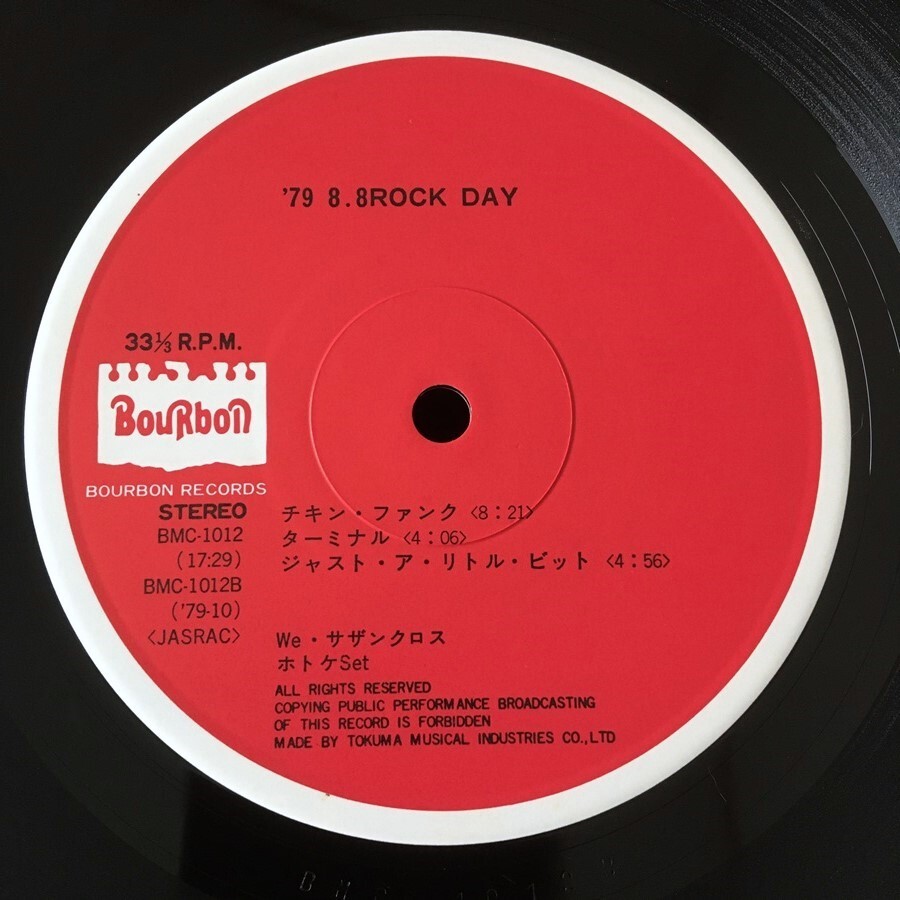 '79 8.8ROCK DAY
33⅓ R.P.M.
BouRbon
BOURBON RECORDS
STEREO
BMC-1012
(17:29)
BMC-1012B
('79-10)
<JASRAC>
チキン・ファンク <8:21>
ターミナル <4:06>
ジャスト・ア・リトル・ビット <4:56>
We・サザンクロス
ホトケSet
ALL RIGHTS RESERVED
COPYING PUBLIC PERFORMANCE BROADCASTING
OF THIS RECORD IS FORBIDDEN
MADE BY TOKUMA MUSICAL INDUSTRIES CO.,LTD